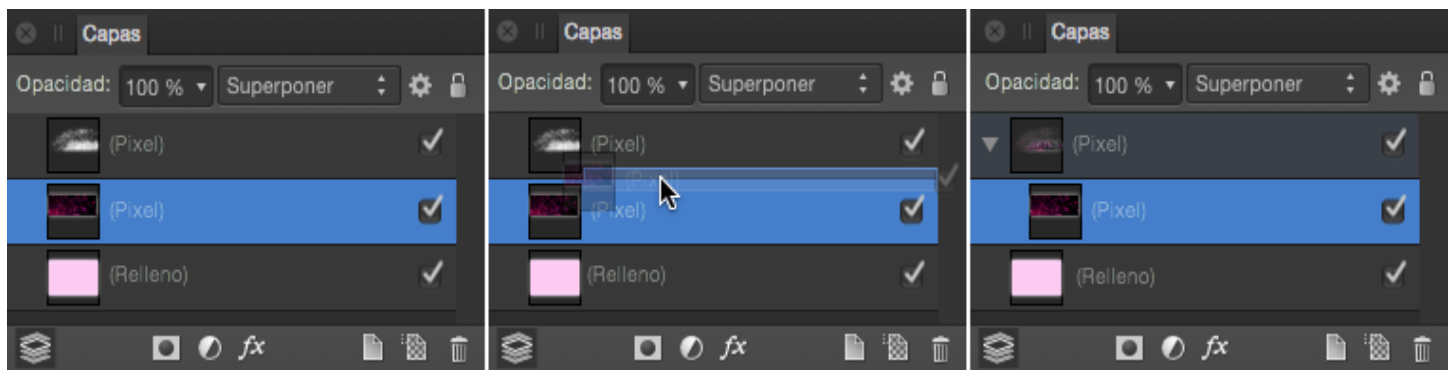 Capas
Opacidad: 100 % Superponer
(Pixel)
(Pixel)
(Relleno)
fx
Capas
Opacidad: 100 % Superponer
(Pixel)
(Pixel)
(Pixel)
(Relleno)
fx
Capas
Opacidad: 100 % Superponer
(Pixel)
(Pixel)
(Relleno)
fx